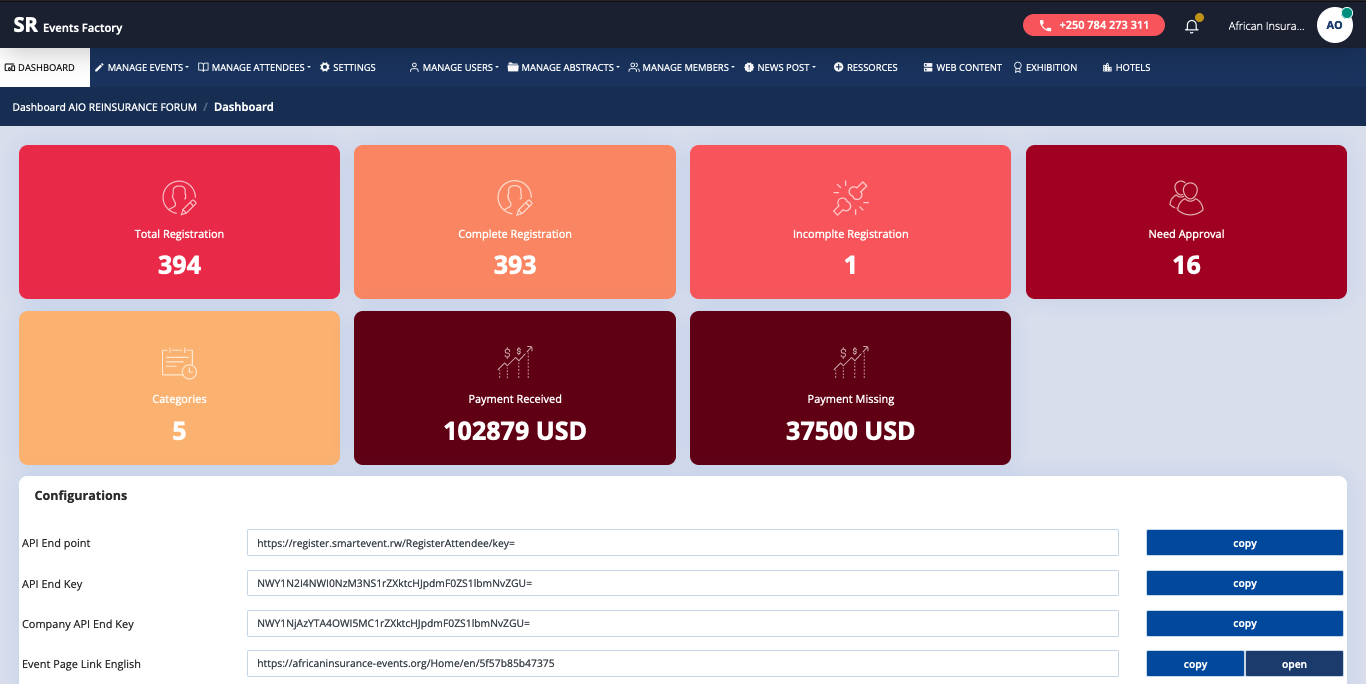 SR Events Factory
+250 784 273 311
African Insura...
AO
DASHBOARD
MANAGE EVENTS
MANAGE ATTENDEES
SETTINGS
MANAGE USERS
MANAGE ABSTRACTS
MANAGE MEMBERS
NEWS POST
RESSORCES
WEB CONTENT
EXHIBITION
HOTELS
Dashboard AIO REINSURANCE FORUM / Dashboard
Total Registration
394
Complete Registration
393
Incomplte Registration
1
Need Approval
16
Categories
5
Payment Received
102879 USD
Payment Missing
37500 USD
Configurations
API End point
https://register.smartevent.rw/RegisterAttendee/key=
copy
API End Key
NWY1N2I4NWI0NzM3NS1rZXktcHJpdmF0ZS1lbmNvZGU=
copy
Company API End Key
NWY1NjAzYTA4OWI5MC1rZXktcHJpdmF0ZS1lbmNvZGU=
copy
Event Page Link English
https://africaninsurance-events.org/Home/en/5f57b85b47375
copy
open